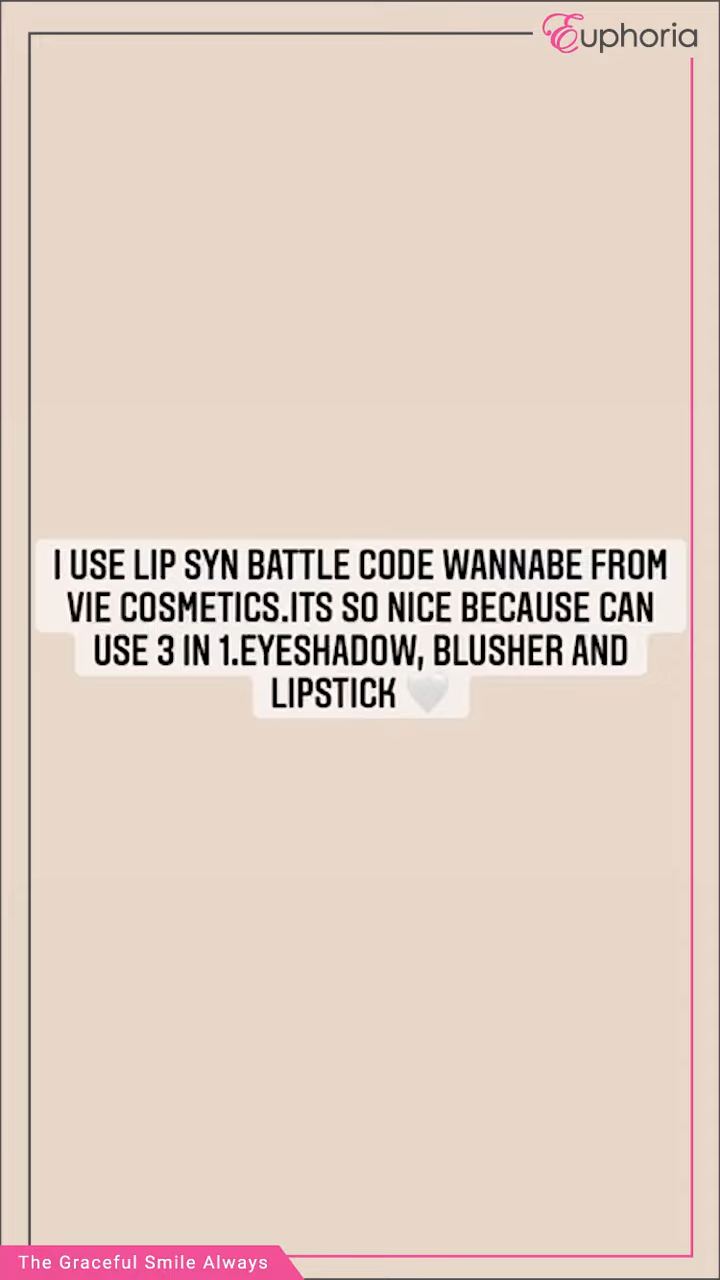 Euphoria
I USE LIP SYN BATTLE CODE WANNABE FROM
VIE COSMETICS.ITS SO NICE BECAUSE CAN
USE 3 IN 1.EYESHADOW, BLUSHER AND
LIPSTICK 🤍
The Graceful Smile Always